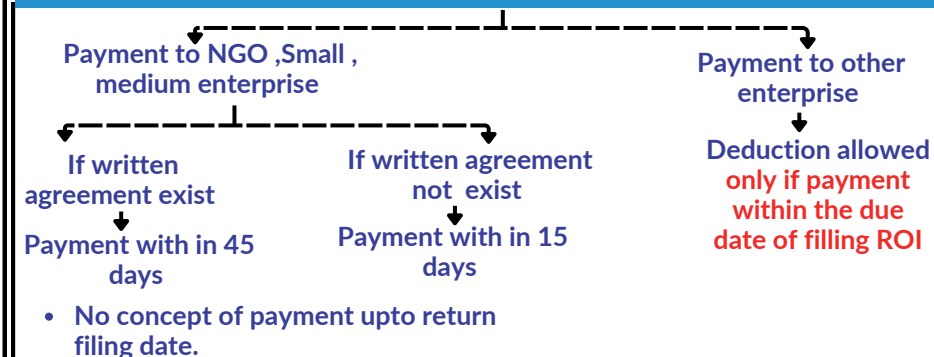 Payment to NGO ,Small ,
medium enterprise
If written
agreement exist
Payment with in 45
days
If written agreement
not exist
Payment with in 15
days
• No concept of payment upto return
filing date.
Payment to other
enterprise
Deduction allowed
only if payment
within the due
date of filling ROI